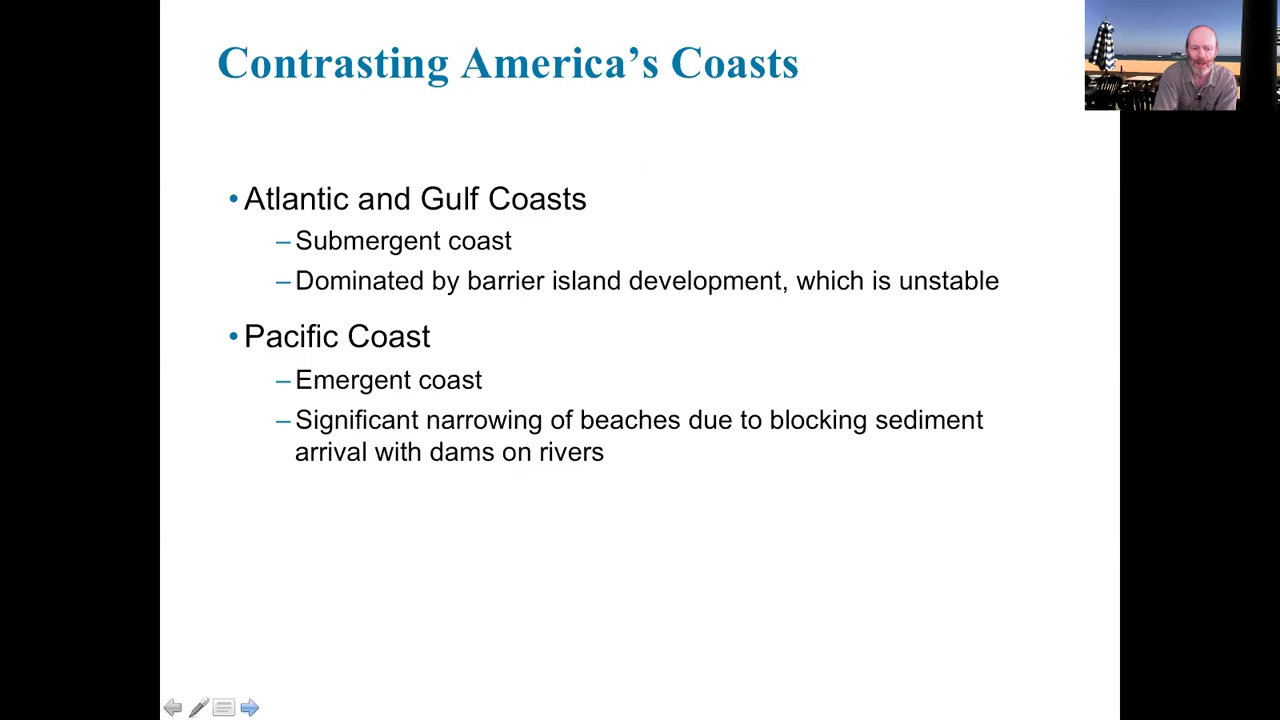 Contrasting America’s Coasts
•Atlantic and Gulf Coasts
–Submergent coast
–Dominated by barrier island development, which is unstable
•Pacific Coast
–Emergent coast
–Significant narrowing of beaches due to blocking sediment
arrival with dams on rivers